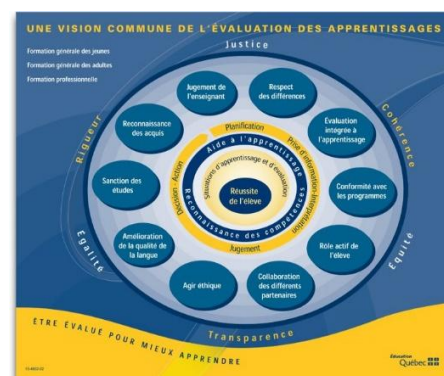 UNE VISION COMMUNE DE L'ÉVALUATION DES APPRENTISSAGES
Formation générale des jeunes
Formation générale des adultes
Formation professionnelle
Justice
Cohérence
Équité
Transparence
Égalité
Rigueur
Jugement de
l'enseignant
Respect
des différences
Évaluation
intégrée à
l'apprentissage
Conformité avec
les programmes
Rôle actif de
l'élève
Collaboration
des différents
partenaires
Agir éthique
Amélioration
de la qualité de
la langue
Sanction des
études
Reconnaissance
des acquis
Planification
Prise d'information-Interprétation
Jugement
Décision - Action
Aide à l'apprentissage
Reconnaissance des compétences
Situations d'apprentissage et d'évaluation
Réussite
de l'élève
ÊTRE ÉVALUÉ POUR MIEUX APPRENDRE
Éducation
Québec